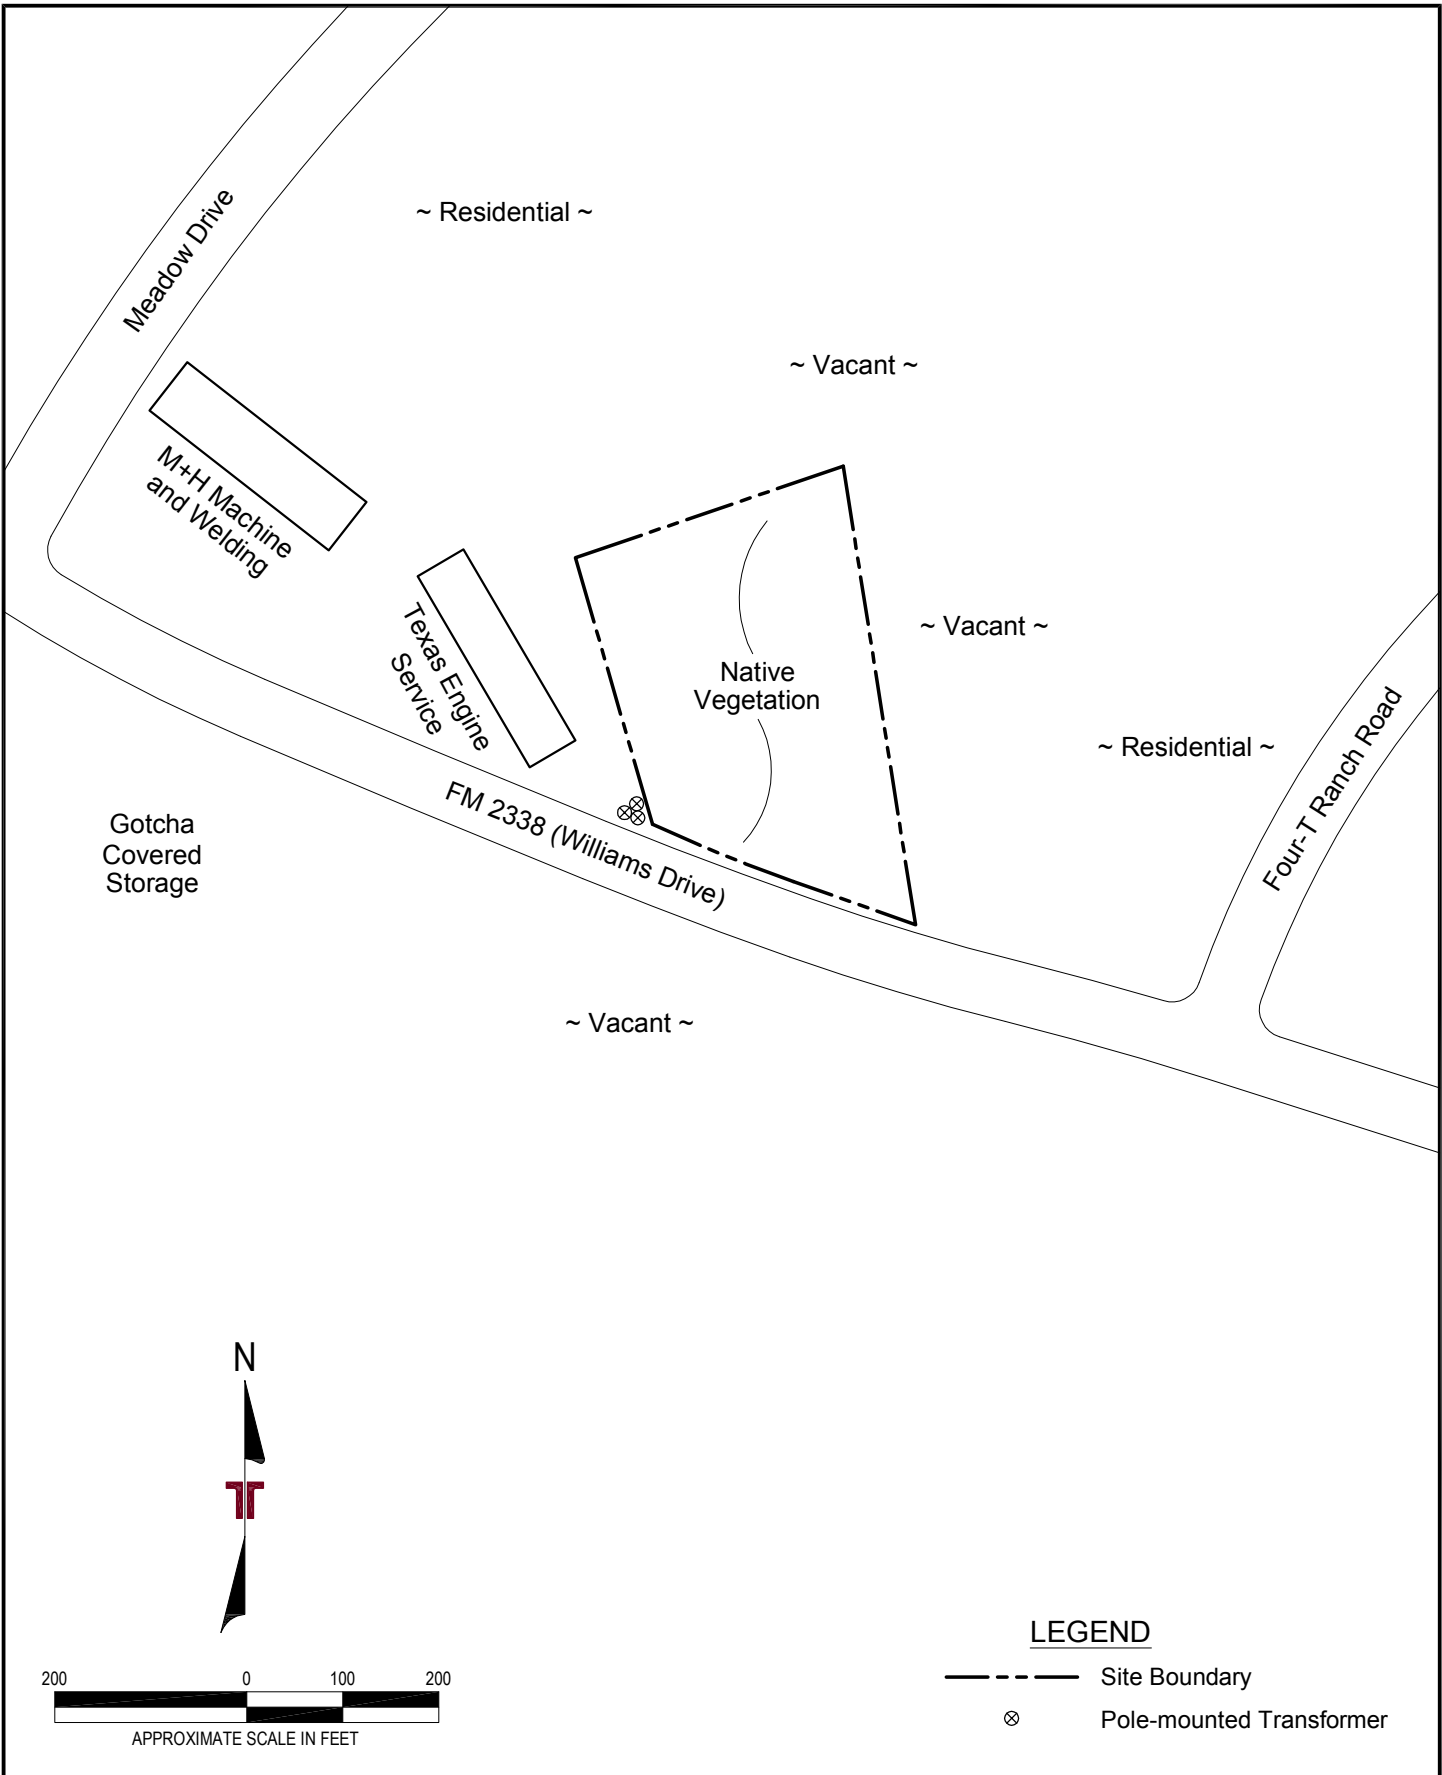 ~ Residential ~
Meadow Drive
~ Vacant ~
M+H Machine
and Welding
Texas Engine
Service
~ Vacant ~
Native
Vegetation
~ Residential ~
Four-T Ranch Road
FM 2338 (Williams Drive)
Gotcha
Covered
Storage
~ Vacant ~
N
200 0 100 200
APPROXIMATE SCALE IN FEET
LEGEND
Site Boundary
Pole-mounted Transformer